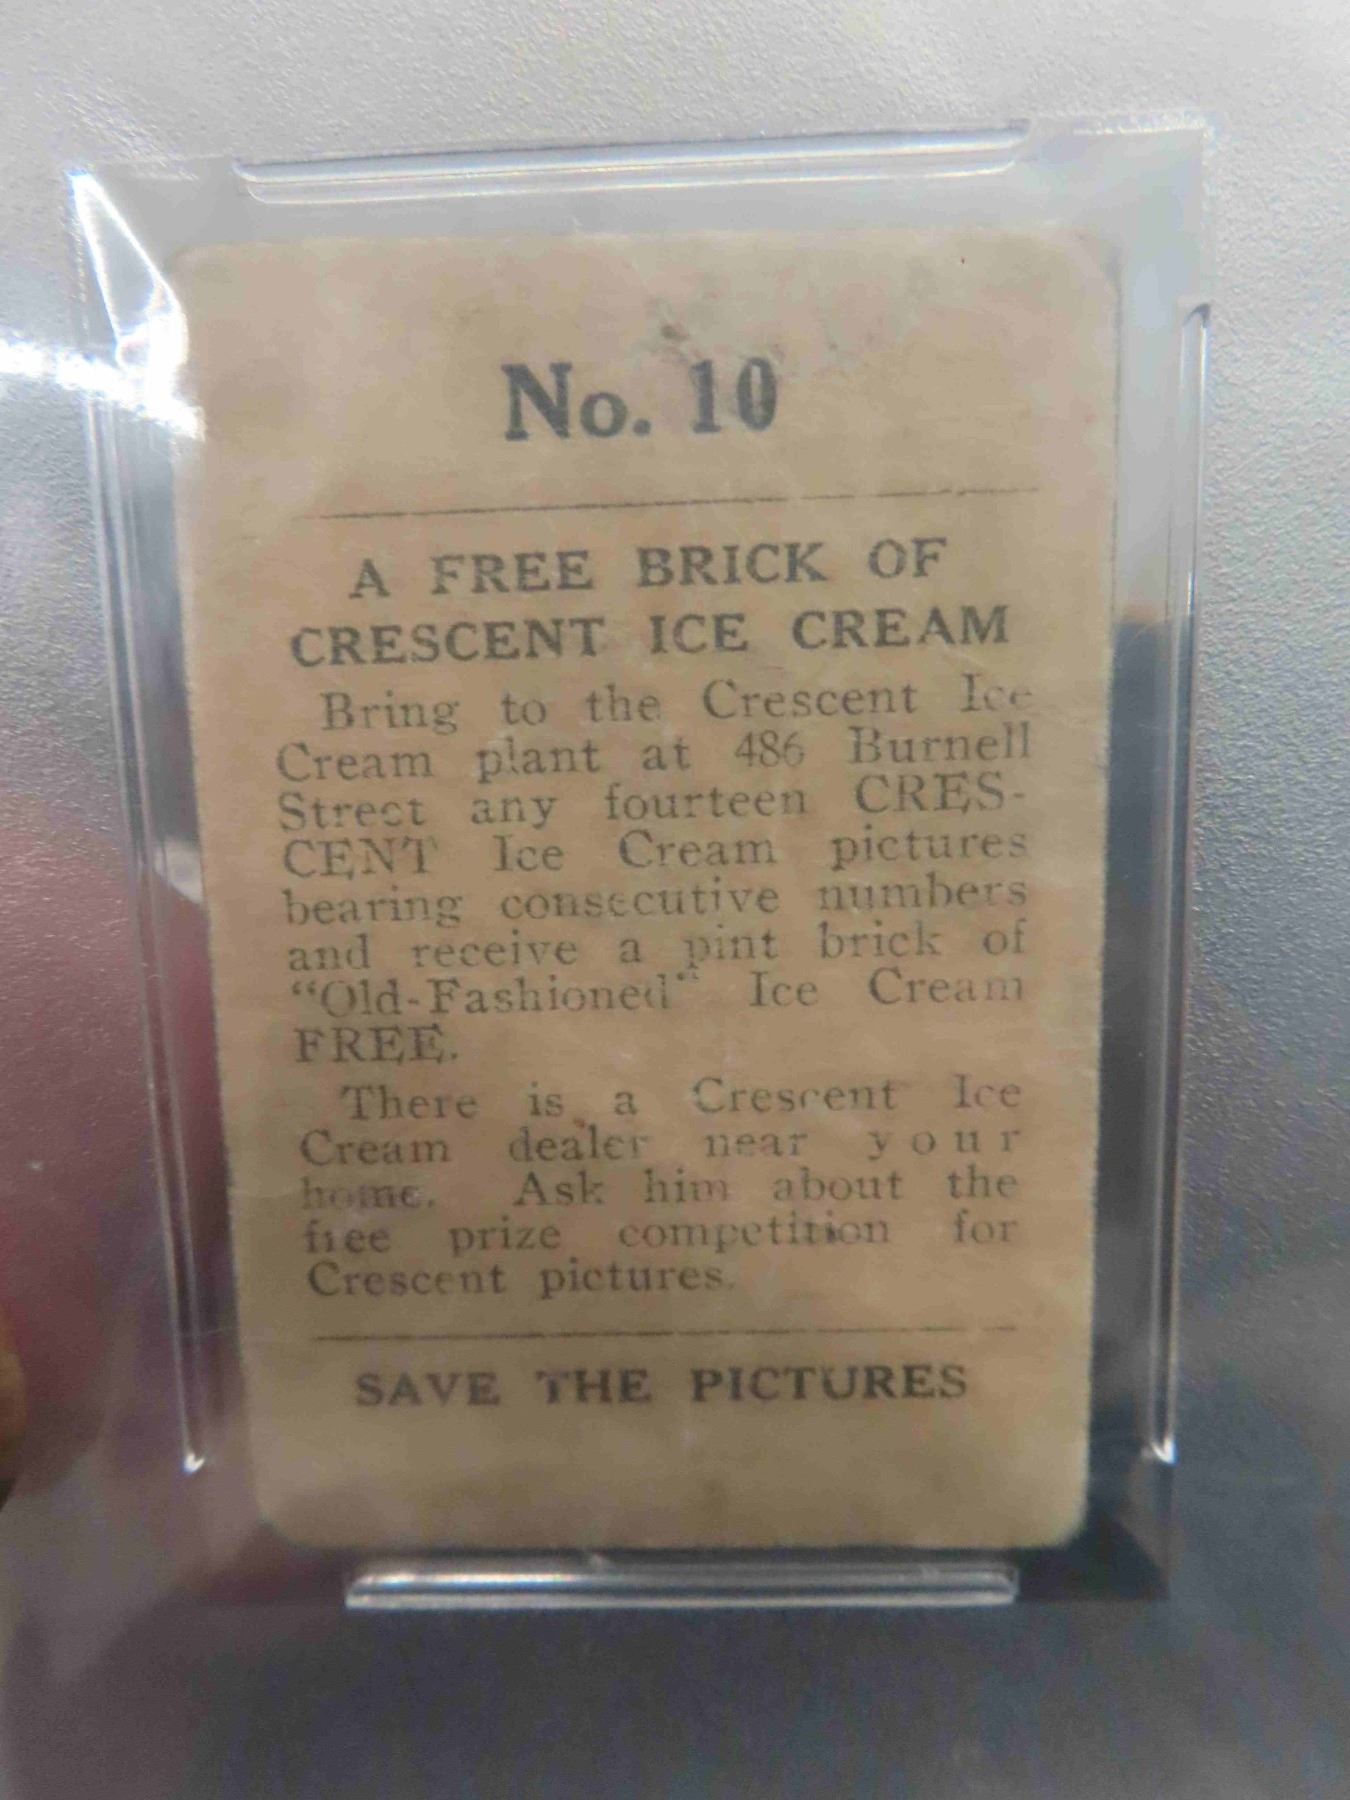 No. 10
A FREE BRICK OF
CRESCENT ICE CREAM
Bring to the Crescent Ice
Cream plant at 486 Burnell
Street any fourteen CRES-
CENT Ice Cream pictures
bearing consecutive numbers
and receive a pint brick of
“Old-Fashioned“ Ice Cream
FREE.
There is a Crescent Ice
Cream dealer near your
home. Ask him about the
free prize competition for
Crescent pictures.
SAVE THE PICTURES